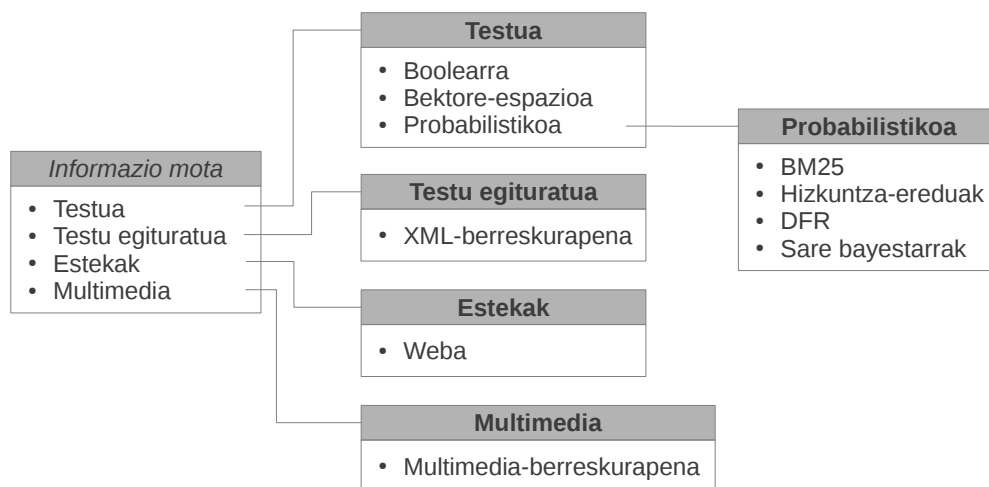 Informazio mota
• Testua
• Testu egituratua
• Estekak
• Multimedia
Testua
• Boolearra
• Bektore-espazioa
• Probabilistikoa
Testu egituratua
• XML-berreskurapena
Estekak
• Weba
Multimedia
• Multimedia-berreskurapena
Probabilistikoa
• BM25
• Hizkuntza-ereduak
• DFR
• Sare bayestarrak